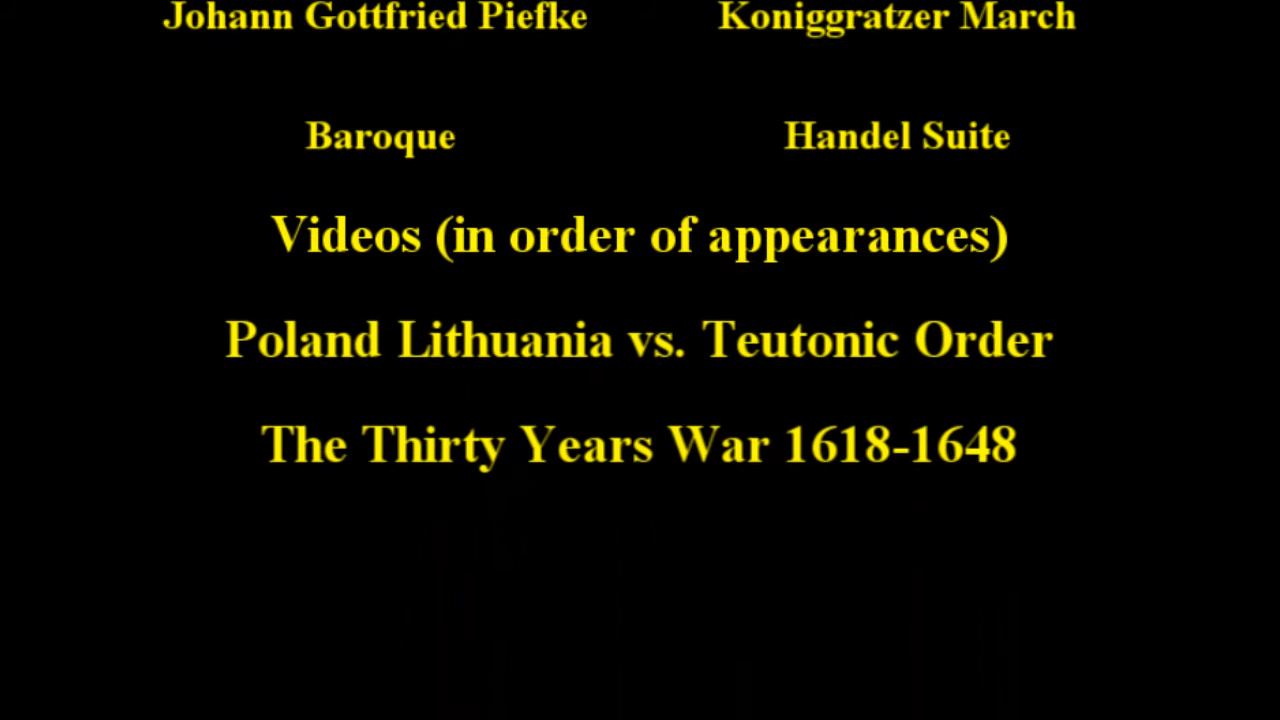 Johann Gottfried Piefke Koniggratzer March
Baroque Handel Suite
Videos (in order of appearances)
Poland Lithuania vs. Teutonic Order
The Thirty Years War 1618-1648